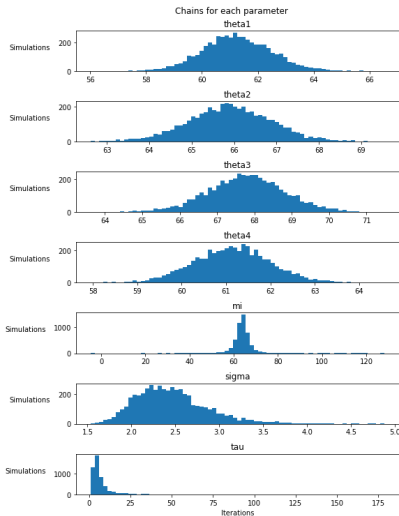 Chains for each parameter
theta1
Simulations
200
0
56 58 60 62 64 66
theta2
Simulations
200
0
63 64 65 66 67 68 69
theta3
Simulations
200
0
64 65 66 67 68 69 70 71
theta4
Simulations
200
0
58 59 60 61 62 63 64
mi
Simulations
1000
0
0 20 40 60 80 100 120
sigma
Simulations
200
0
1.5 2.0 2.5 3.0 3.5 4.0 4.5 5.0
tau
Simulations
1000
0
0 25 50 75 100 125 150 175
Iterations